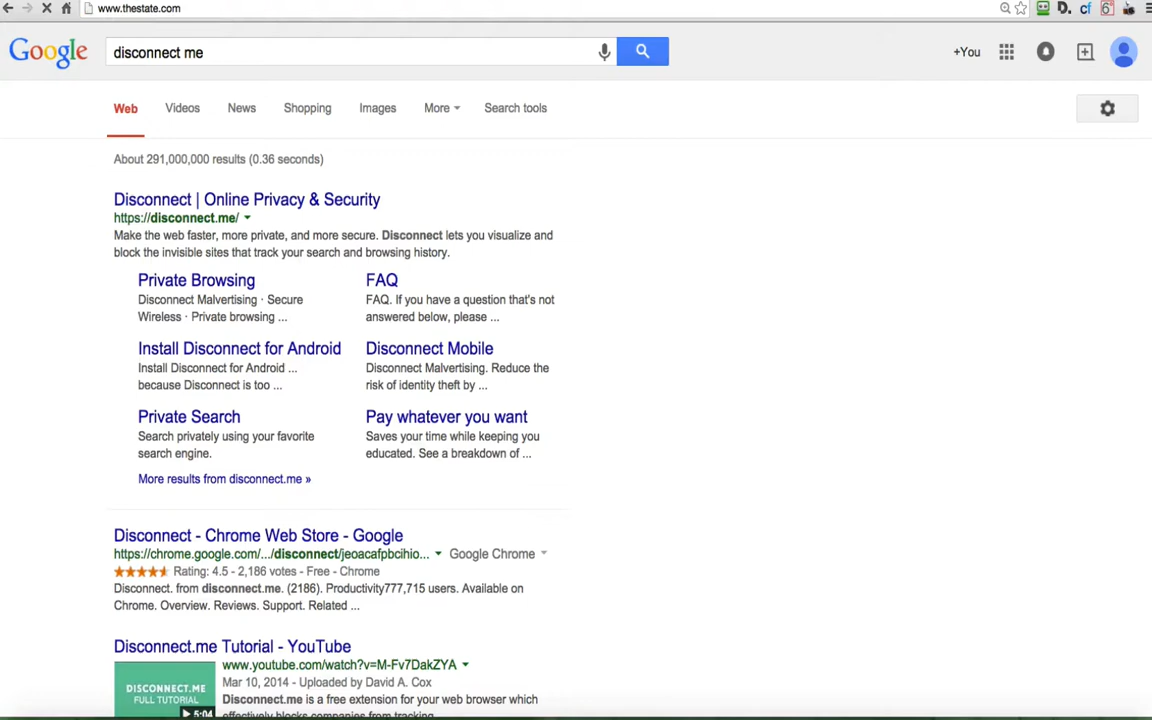 www.thestate.com
Google
disconnect me
+You
Web Videos News Shopping Images More Search tools
About 291,000,000 results (0.36 seconds)
Disconnect | Online Privacy & Security
https://disconnect.me/
Make the web faster, more private, and more secure. Disconnect lets you visualize and
block the invisible sites that track your search and browsing history.
Private Browsing
Disconnect Malvertising · Secure
Wireless · Private browsing ...
FAQ
FAQ. If you have a question that's not
answered below, please ...
Install Disconnect for Android
Install Disconnect for Android ...
because Disconnect is too ...
Disconnect Mobile
Disconnect Malvertising. Reduce the
risk of identity theft by ...
Private Search
Search privately using your favorite
search engine.
Pay whatever you want
Saves your time while keeping you
educated. See a breakdown of ...
More results from disconnect.me »
Disconnect - Chrome Web Store - Google
https://chrome.google.com/.../disconnect/jeoacafpbcihio... Google Chrome
Rating: 4.5 - 2,186 votes - Free - Chrome
Disconnect. from disconnect.me. (2186). Productivity777,715 users. Available on
Chrome. Overview. Reviews. Support. Related ...
Disconnect.me Tutorial - YouTube
www.youtube.com/watch?v=M-Fv7DakZYA
Mar 10, 2014 - Uploaded by David A. Cox
Disconnect.me is a free extension for your web browser which
effectively blocks companies from tracking
DISCONNECT.ME
FULL TUTORIAL
5:04
D.
cf
6